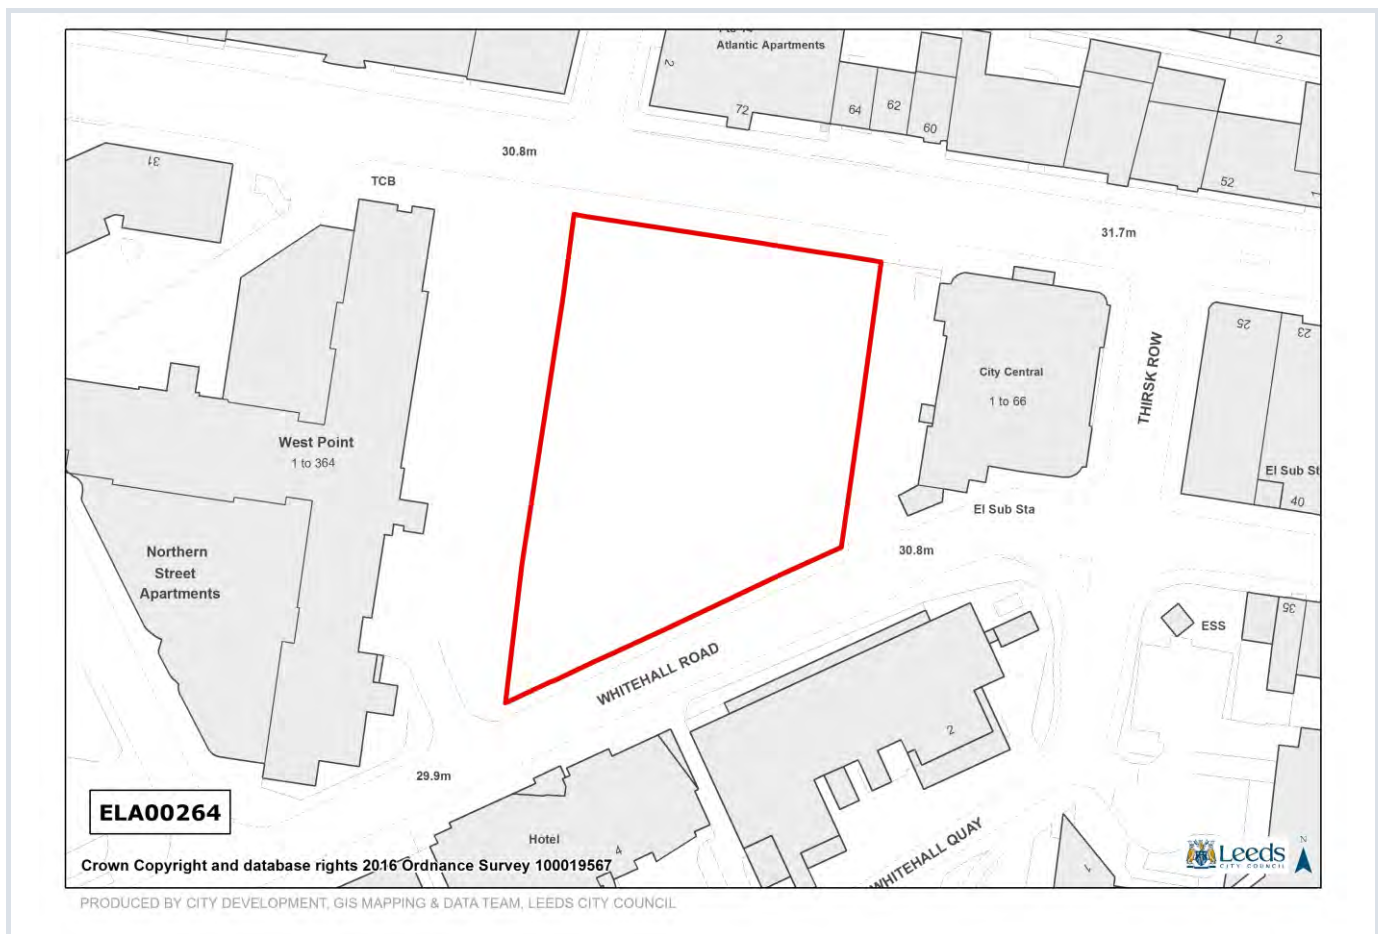 Atlantic Apartments
2
2
72
64
62
60
52
1
31
30.8m
TCB
31.7m
THIRSK ROW
25
23
City Central
1 to 66
West Point
1 to 364
El Sub St
40
El Sub Sta
30.8m
Northern
Street
Apartments
35
ESS
WHITEHALL ROAD
2
29.9m
ELA00264
Hotel
4
WHITEHALL QUAY
1
N
Leeds
CITY COUNCIL
Crown Copyright and database rights 2016 Ordnance Survey 100019567
PRODUCED BY CITY DEVELOPMENT, GIS MAPPING & DATA TEAM, LEEDS CITY COUNCIL